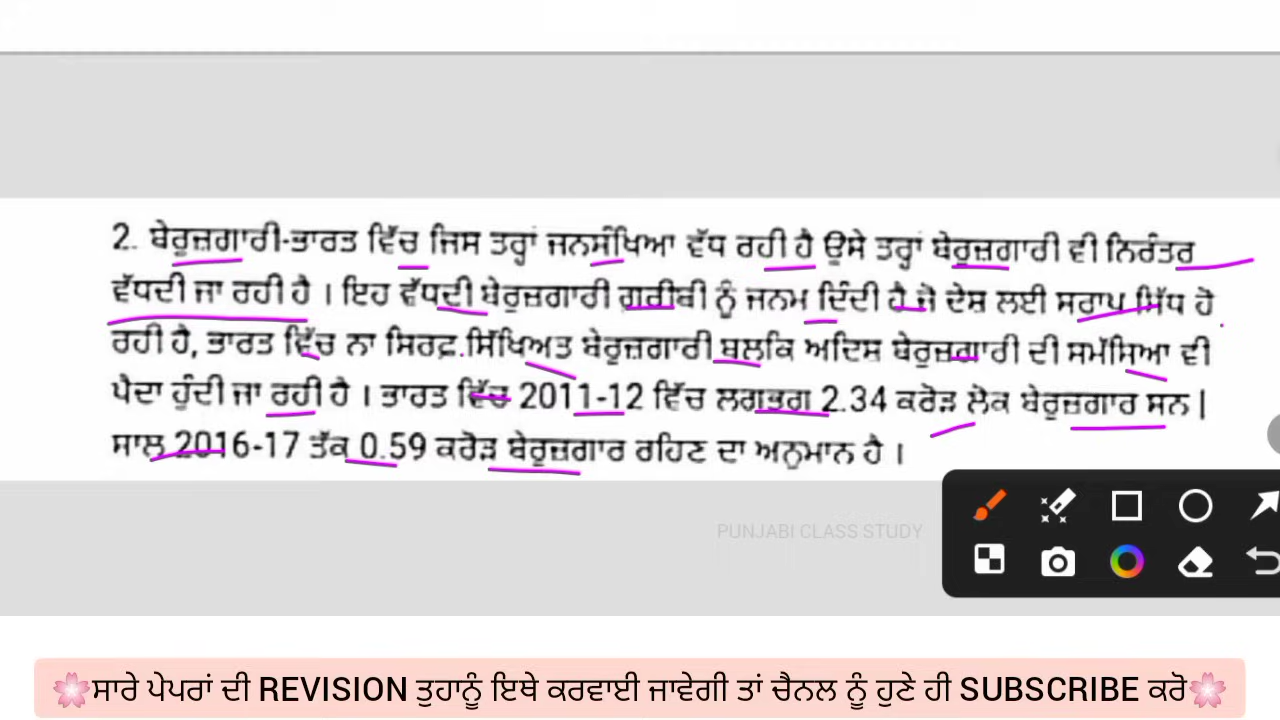 2. ਬੇਰੁਜ਼ਗਾਰੀ-ਭਾਰਤ ਵਿੱਚ ਜਿਸ ਤਰ੍ਹਾਂ ਜਨਸੰਖਿਆ ਵੱਧ ਰਹੀ ਹੈ ਉਸੇ ਤਰ੍ਹਾਂ ਬੇਰੁਜ਼ਗਾਰੀ ਵੀ ਨਿਰੰਤਰ
ਵੱਧਦੀ ਜਾ ਰਹੀ ਹੈ । ਇਹ ਵੱਧਦੀ ਬੇਰੁਜ਼ਗਾਰੀ ਗ਼ਰੀਬੀ ਨੂੰ ਜਨਮ ਦਿੰਦੀ ਹੈ ਜੋ ਦੇਸ਼ ਲਈ ਸਰਾਪ ਸਿੱਧ ਹੋ
ਰਹੀ ਹੈ, ਭਾਰਤ ਵਿੱਚ ਨਾ ਸਿਰਫ਼ ਸਿੱਖਿਅਤ ਬੇਰੁਜ਼ਗਾਰੀ ਬਲਕਿ ਅਦਿਸ਼ ਬੇਰੁਜ਼ਗਾਰੀ ਦੀ ਸਮੱਸਿਆ ਵੀ
ਪੈਦਾ ਹੁੰਦੀ ਜਾ ਰਹੀ ਹੈ । ਭਾਰਤ ਵਿੱਚ 2011-12 ਵਿੱਚ ਲਗਭਗ 2.34 ਕਰੋੜ ਲੋਕ ਬੇਰੁਜ਼ਗਾਰ ਸਨ |
ਸਾਲ 2016-17 ਤੱਕ 0.59 ਕਰੋੜ ਬੇਰੁਜ਼ਗਾਰ ਰਹਿਣ ਦਾ ਅਨੁਮਾਨ ਹੈ ।
PUNJABI CLASS STUDY
🌸ਸਾਰੇ ਪੇਪਰਾਂ ਦੀ REVISION ਤੁਹਾਨੂੰ ਇਥੇ ਕਰਵਾਈ ਜਾਵੇਗੀ ਤਾਂ ਚੈਨਲ ਨੂੰ ਹੁਣੇ ਹੀ SUBSCRIBE ਕਰੋ🌸